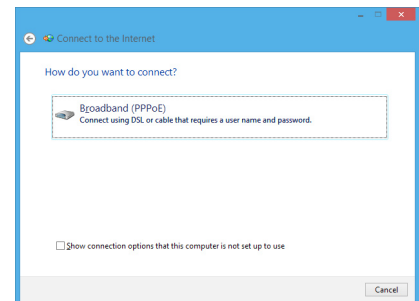 Connect to the Internet
How do you want to connect?
Broadband (PPPoE)
Connect using DSL or cable that requires a user name and password.
Show connection options that this computer is not set up to use
Cancel